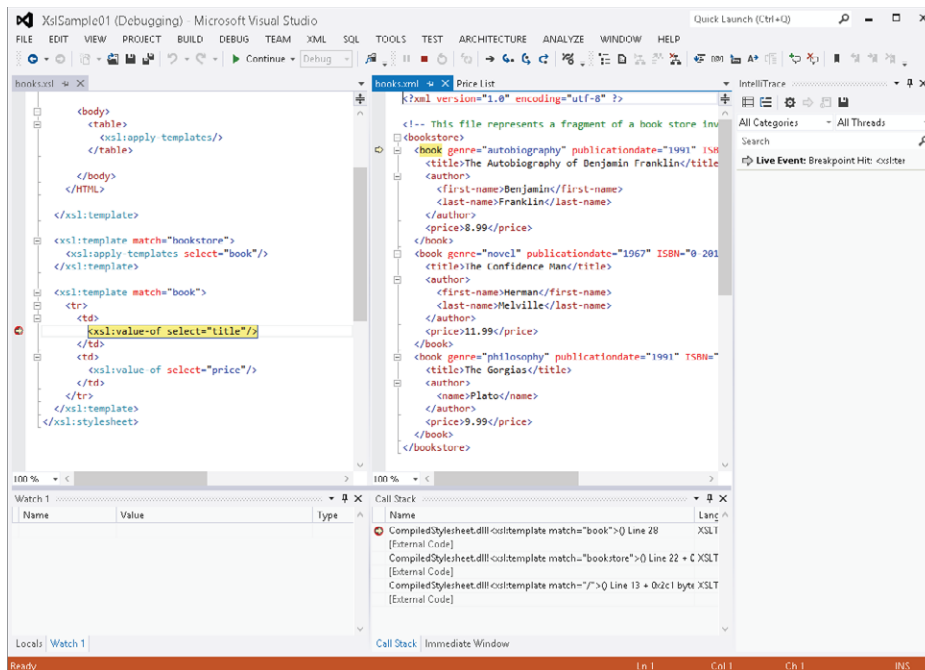 XslSample01 (Debugging) - Microsoft Visual Studio
Quick Launch (Ctrl+Q)
FILE EDIT VIEW PROJECT BUILD DEBUG TEAM XML SQL TOOLS TEST ARCHITECTURE ANALYZE WINDOW HELP
Continue Debug
books.xsl
<body>
<table>
<xsl:apply-templates/>
</table>
</body>
</HTML>
</xsl:template>
<xsl:template match="bookstore">
<xsl:apply-templates select="book"/>
</xsl:template>
<xsl:template match="book">
<tr>
<td>
<xsl:value-of select="title"/>
</td>
<td>
<xsl:value-of select="price"/>
</td>
</tr>
</xsl:template>
</xsl:stylesheet>
100 %
books.xml Price List
<?xml version="1.0" encoding="utf-8" ?>
<!-- This file represents a fragment of a book store inv
<bookstore>
<book genre="autobiography" publicationdate="1991" ISB
<title>The Autobiography of Benjamin Franklin</title
<author>
<first-name>Benjamin</first-name>
<last-name>Franklin</last-name>
</author>
<price>8.99</price>
</book>
<book genre="novel" publicationdate="1967" ISBN="0-201
<title>The Confidence Man</title>
<author>
<first-name>Herman</first-name>
<last-name>Melville</last-name>
</author>
<price>11.99</price>
</book>
<book genre="philosophy" publicationdate="1991" ISBN="
<title>The Gorgias</title>
<author>
<name>Plato</name>
</author>
<price>9.99</price>
</book>
</bookstore>
100 %
IntelliTrace
All Categories All Threads
Search
Live Event: Breakpoint Hit: <xsl:ter
Watch 1
Name Value Type
Locals Watch 1
Call Stack
Name Lang
CompiledStylesheet.dll!<xsl:template match="book">() Line 28 XSLT
[External Code]
CompiledStylesheet.dll!<xsl:template match="bookstore">() Line 22 + 0 XSLT
[External Code]
CompiledStylesheet.dll!<xsl:template match="/">() Line 13 + 0x2c1 byte XSLT
[External Code]
Call Stack Immediate Window
Ready Ln 1 Col 1 Ch 1 INS